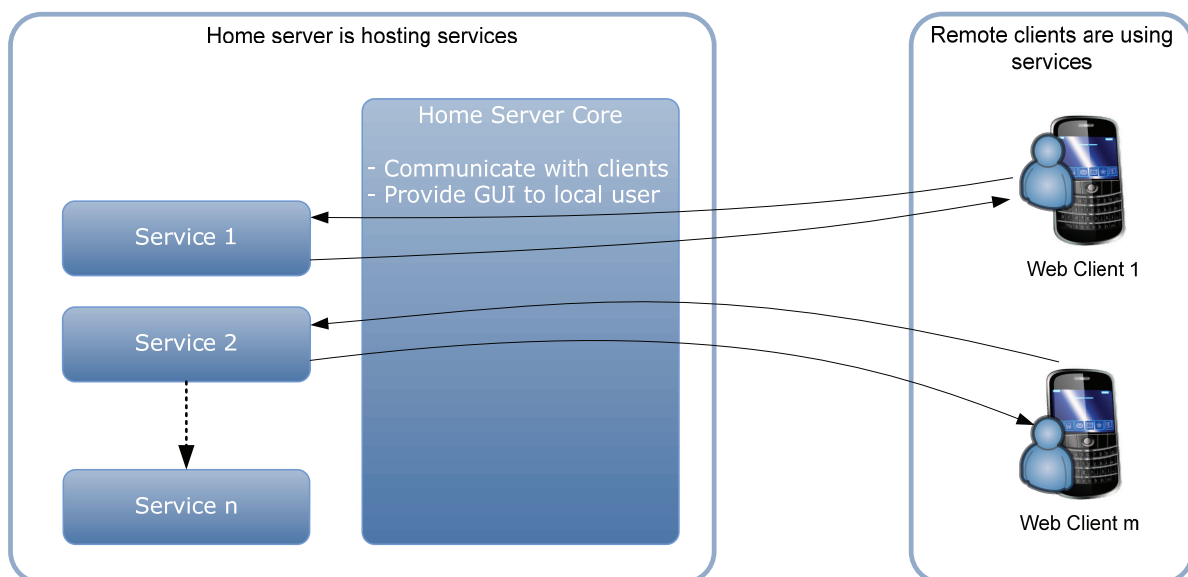 Home server is hosting services
Home Server Core
- Communicate with clients
- Provide GUI to local user
Service 1
Service 2
Service n
Remote clients are using
services
Web Client 1
Web Client m